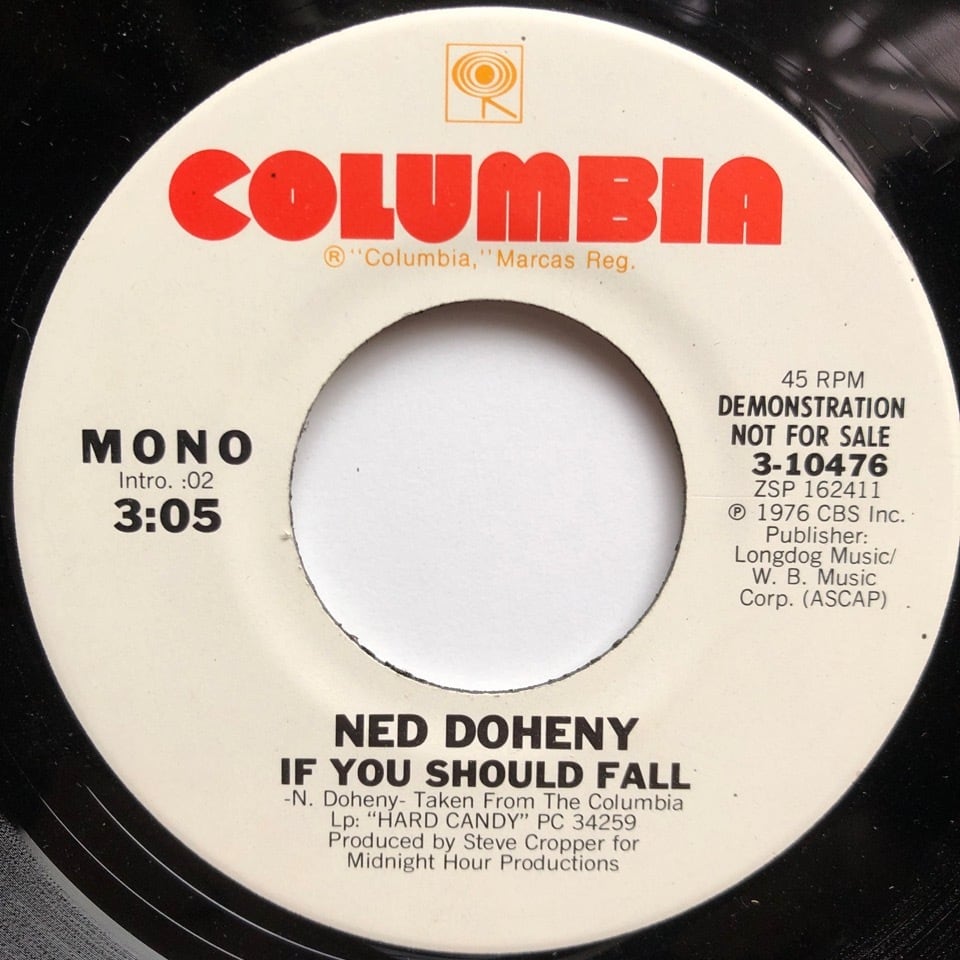 COLUMBIA
® "Columbia," Marcas Reg.
MONO
Intro. :02
3:05
45 RPM
DEMONSTRATION
NOT FOR SALE
3-10476
ZSP 162411
℗ 1976 CBS Inc.
Publisher:
Longdog Music/
W. B. Music
Corp. (ASCAP)
NED DOHENY
IF YOU SHOULD FALL
-N. Doheny- Taken From The Columbia
Lp: “HARD CANDY” PC 34259
Produced by Steve Cropper for
Midnight Hour Productions